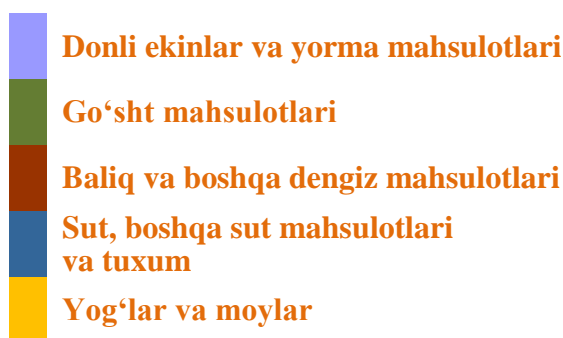 Donli ekinlar va yorma mahsulotlari
Go‘sht mahsulotlari
Baliq va boshqa dengiz mahsulotlari
Sut, boshqa sut mahsulotlari
va tuxum
Yog‘lar va moylar